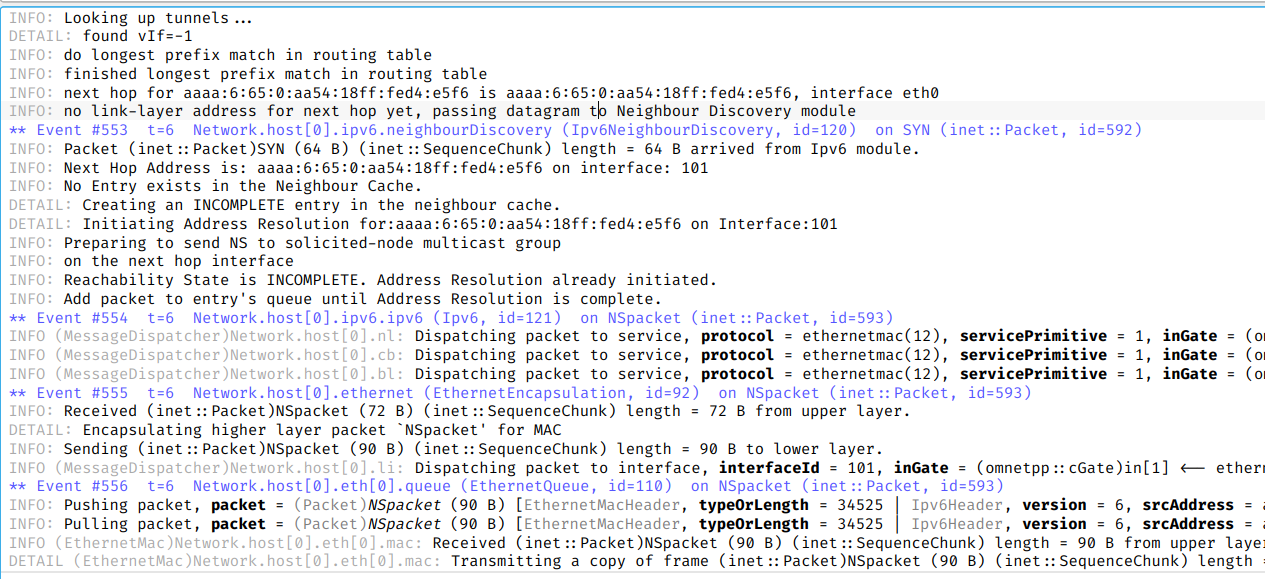 INFO: Looking up tunnels...
DETAIL: found vIf=-1
INFO: do longest prefix match in routing table
INFO: finished longest prefix match in routing table
INFO: next hop for aaaa:6:65:0:aa54:18ff:fed4:e5f6 is aaaa:6:65:0:aa54:18ff:fed4:e5f6, interface eth0
INFO: no link-layer address for next hop yet, passing datagram to Neighbour Discovery module
** Event #553  t=6  Network.host[0].ipv6.neighbourDiscovery (Ipv6NeighbourDiscovery, id=120)  on SYN (inet::Packet, id=592)
INFO: Packet (inet::Packet)SYN (64 B) (inet::SequenceChunk) length = 64 B arrived from Ipv6 module.
INFO: Next Hop Address is: aaaa:6:65:0:aa54:18ff:fed4:e5f6 on interface: 101
INFO: No Entry exists in the Neighbour Cache.
DETAIL: Creating an INCOMPLETE entry in the neighbour cache.
DETAIL: Initiating Address Resolution for:aaaa:6:65:0:aa54:18ff:fed4:e5f6 on Interface:101
INFO: Preparing to send NS to solicited-node multicast group
INFO: on the next hop interface
INFO: Reachability State is INCOMPLETE. Address Resolution already initiated.
INFO: Add packet to entry's queue until Address Resolution is complete.
** Event #554  t=6  Network.host[0].ipv6.ipv6 (Ipv6, id=121)  on NSpacket (inet::Packet, id=593)
INFO (MessageDispatcher)Network.host[0].nl: Dispatching packet to service, protocol = ethernetmac(12), servicePrimitive = 1, inGate = (o
INFO (MessageDispatcher)Network.host[0].cb: Dispatching packet to service, protocol = ethernetmac(12), servicePrimitive = 1, inGate = (o
INFO (MessageDispatcher)Network.host[0].bl: Dispatching packet to service, protocol = ethernetmac(12), servicePrimitive = 1, inGate = (o
** Event #555  t=6  Network.host[0].ethernet (EthernetEncapsulation, id=92)  on NSpacket (inet::Packet, id=593)
INFO: Received (inet::Packet)NSpacket (72 B) (inet::SequenceChunk) length = 72 B from upper layer.
DETAIL: Encapsulating higher layer packet `NSpacket' for MAC
INFO: Sending (inet::Packet)NSpacket (90 B) (inet::SequenceChunk) length = 90 B to lower layer.
INFO (MessageDispatcher)Network.host[0].li: Dispatching packet to interface, interfaceId = 101, inGate = (omnetpp::cGate)in[1] <-- ether
** Event #556  t=6  Network.host[0].eth[0].queue (EthernetQueue, id=110)  on NSpacket (inet::Packet, id=593)
INFO: Pushing packet, packet = (Packet)NSpacket (90 B) [EthernetMacHeader, typeOrLength = 34525 | Ipv6Header, version = 6, srcAddress = a
INFO: Pulling packet, packet = (Packet)NSpacket (90 B) [EthernetMacHeader, typeOrLength = 34525 | Ipv6Header, version = 6, srcAddress = a
INFO (EthernetMac)Network.host[0].eth[0].mac: Received (inet::Packet)NSpacket (90 B) (inet::SequenceChunk) length = 90 B from upper laye
DETAIL (EthernetMac)Network.host[0].eth[0].mac: Transmitting a copy of frame (inet::Packet)NSpacket (90 B) (inet::SequenceChunk) length =